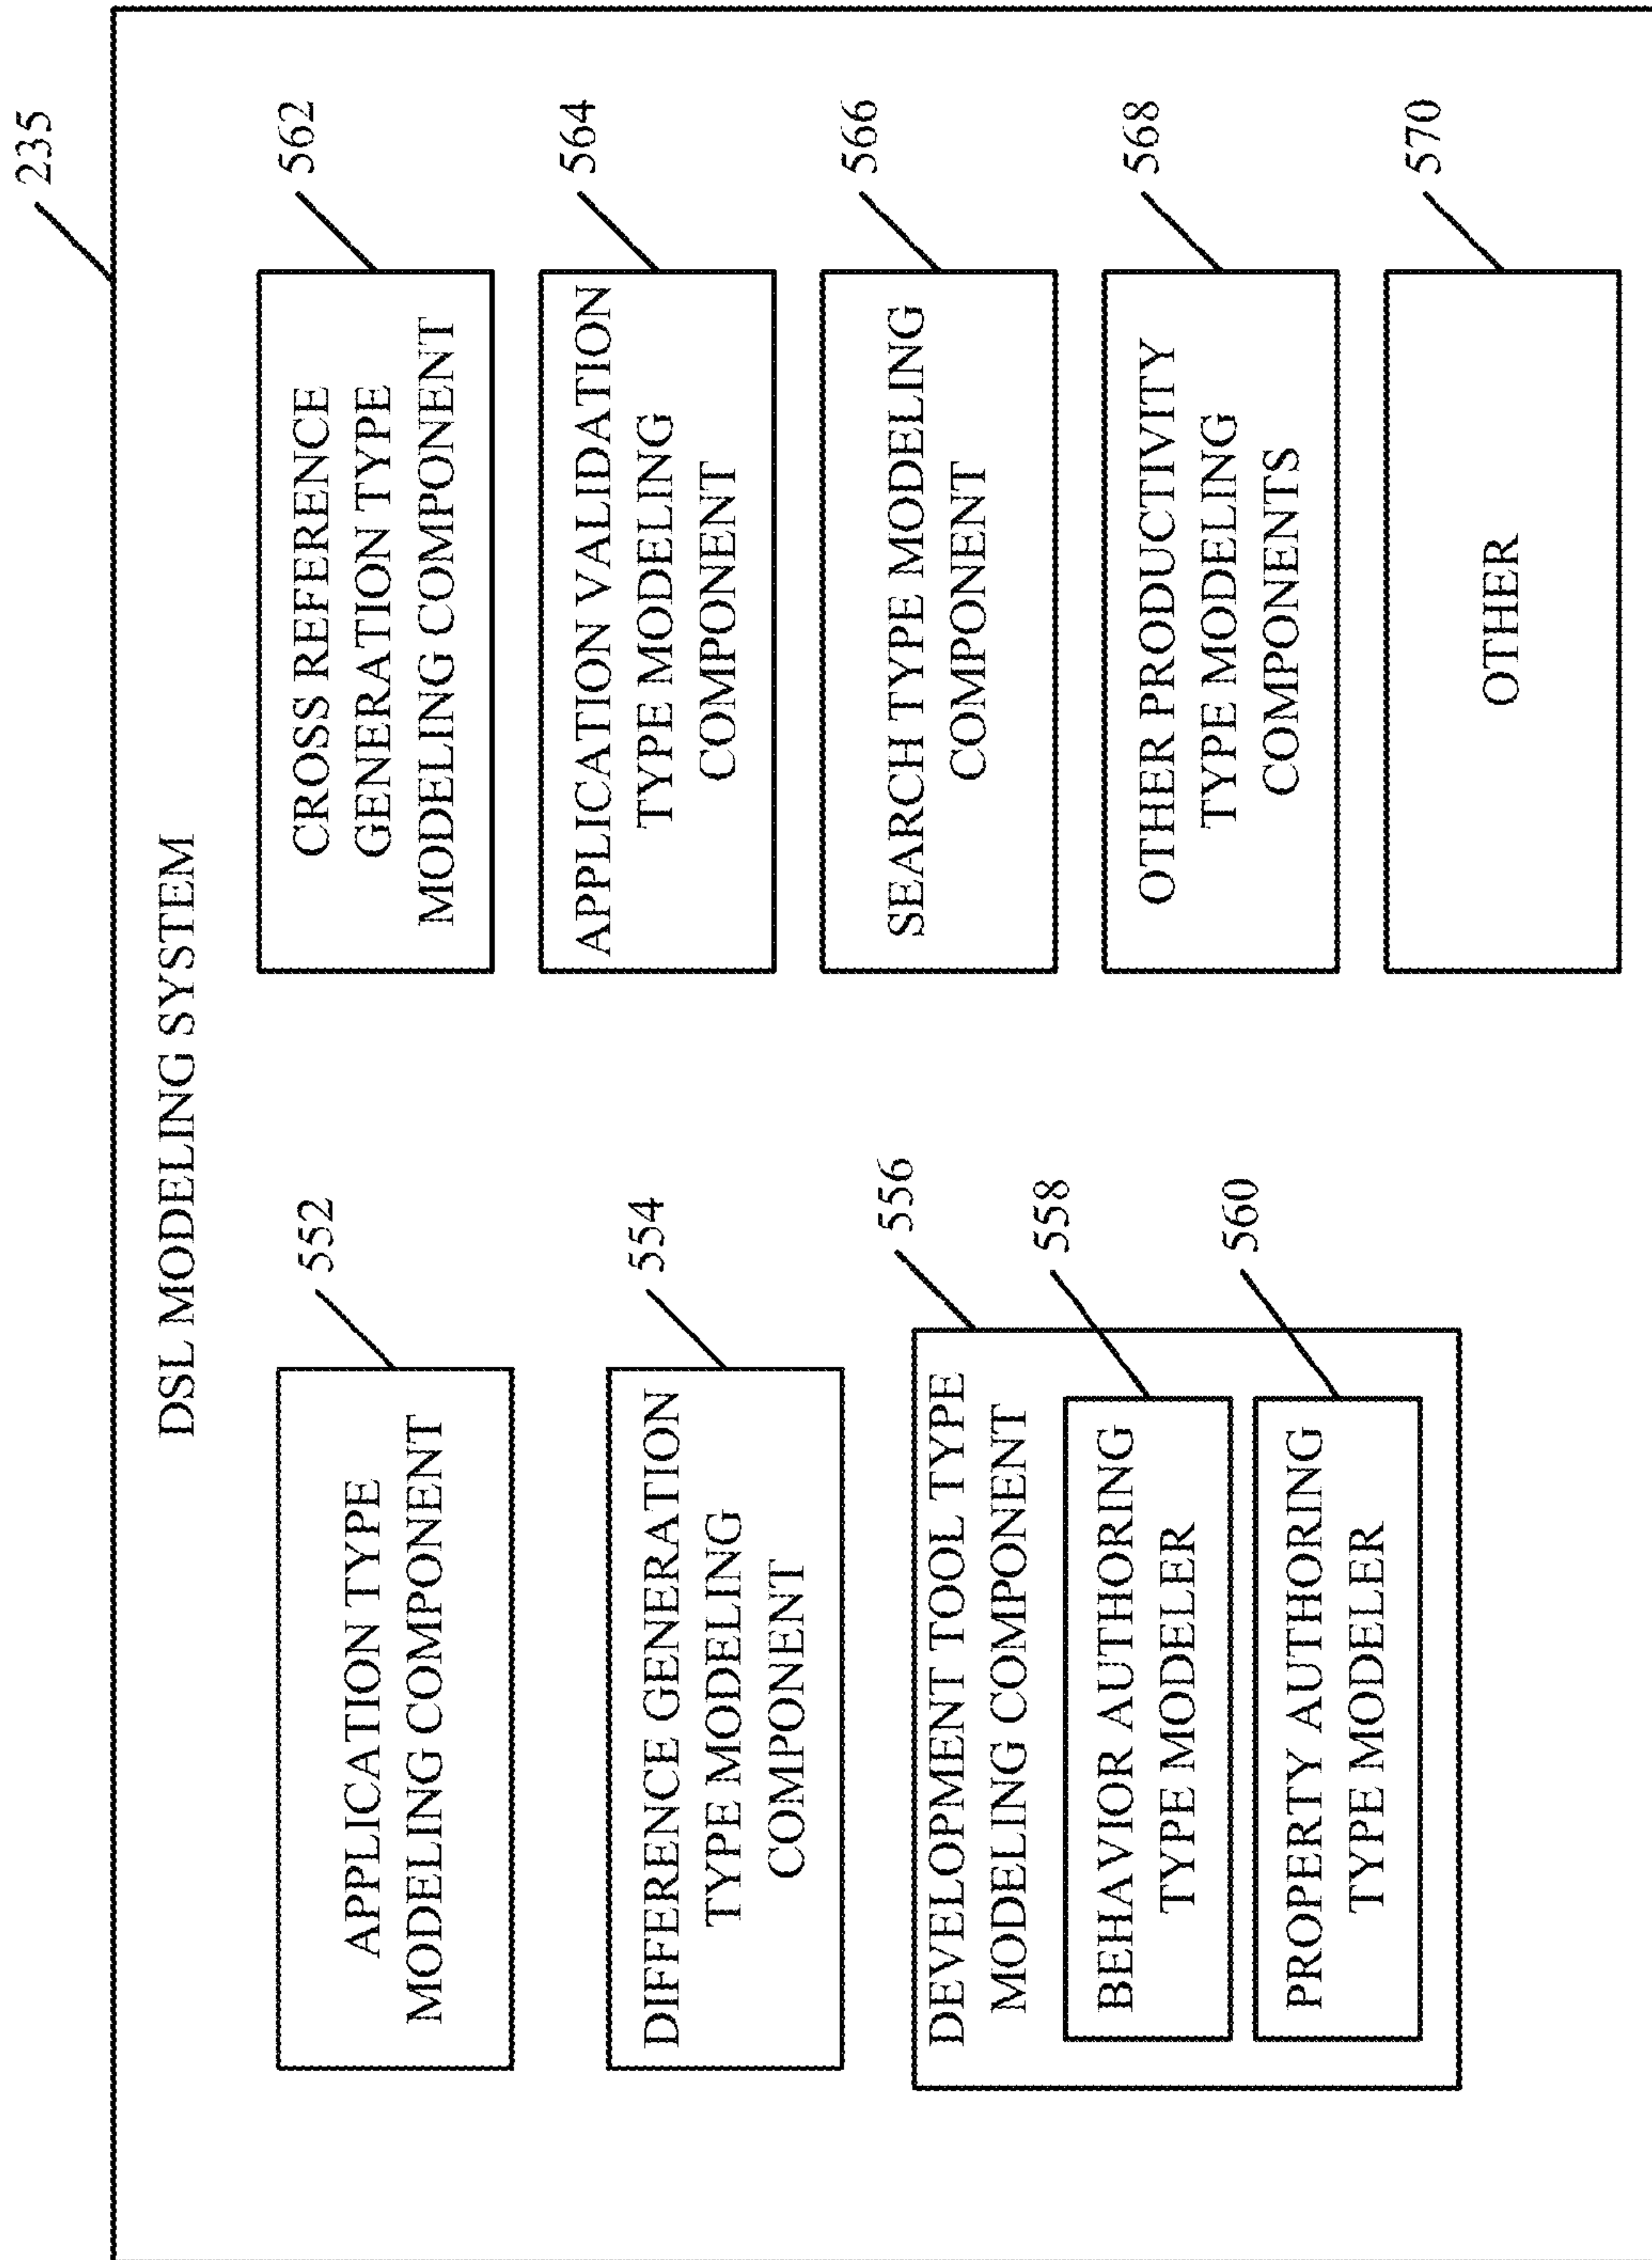 235
DSL MODELING SYSTEM
552
APPLICATION TYPE
MODELING COMPONENT
554
DIFFERENCE GENERATION
TYPE MODELING
COMPONENT
556
DEVELOPMENT TOOL TYPE
MODELING COMPONENT
558
BEHAVIOR AUTHORING
TYPE MODELER
560
PROPERTY AUTHORING
TYPE MODELER
562
CROSS REFERENCE
GENERATION TYPE
MODELING COMPONENT
564
APPLICATION VALIDATION
TYPE MODELING
COMPONENT
566
SEARCH TYPE MODELING
COMPONENT
568
OTHER PRODUCTIVITY
TYPE MODELING
COMPONENTS
570
OTHER